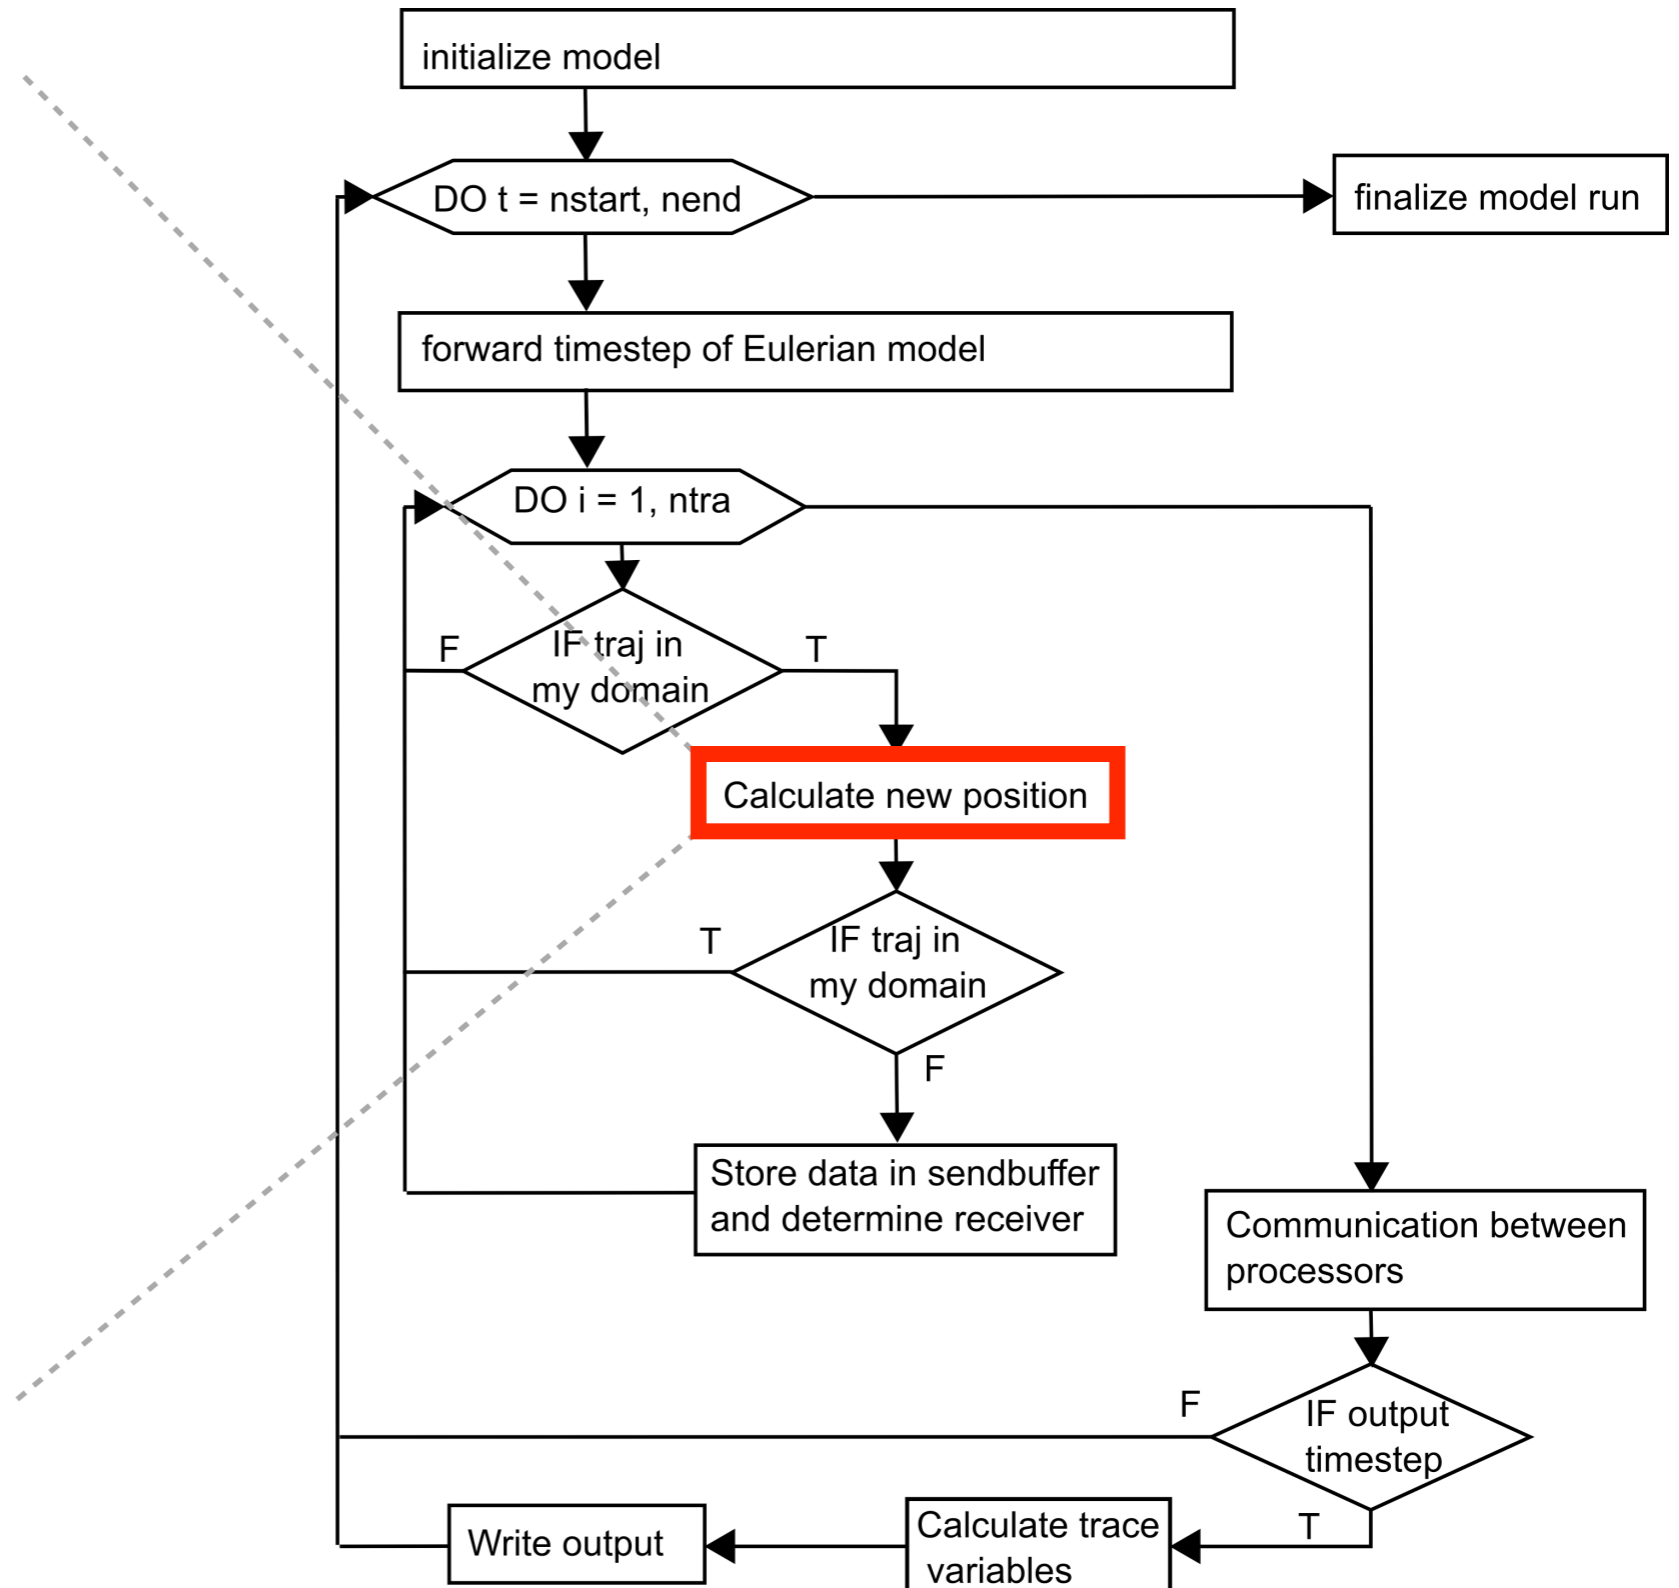 initialize model
DO t = nstart, nend
finalize model run
forward timestep of Eulerian model
DO i = 1, ntra
F
IF traj in
my domain
T
Calculate new position
T
IF traj in
my domain
F
Store data in sendbuffer
and determine receiver
Communication between
processors
F
IF output
timestep
T
Calculate trace
variables
Write output